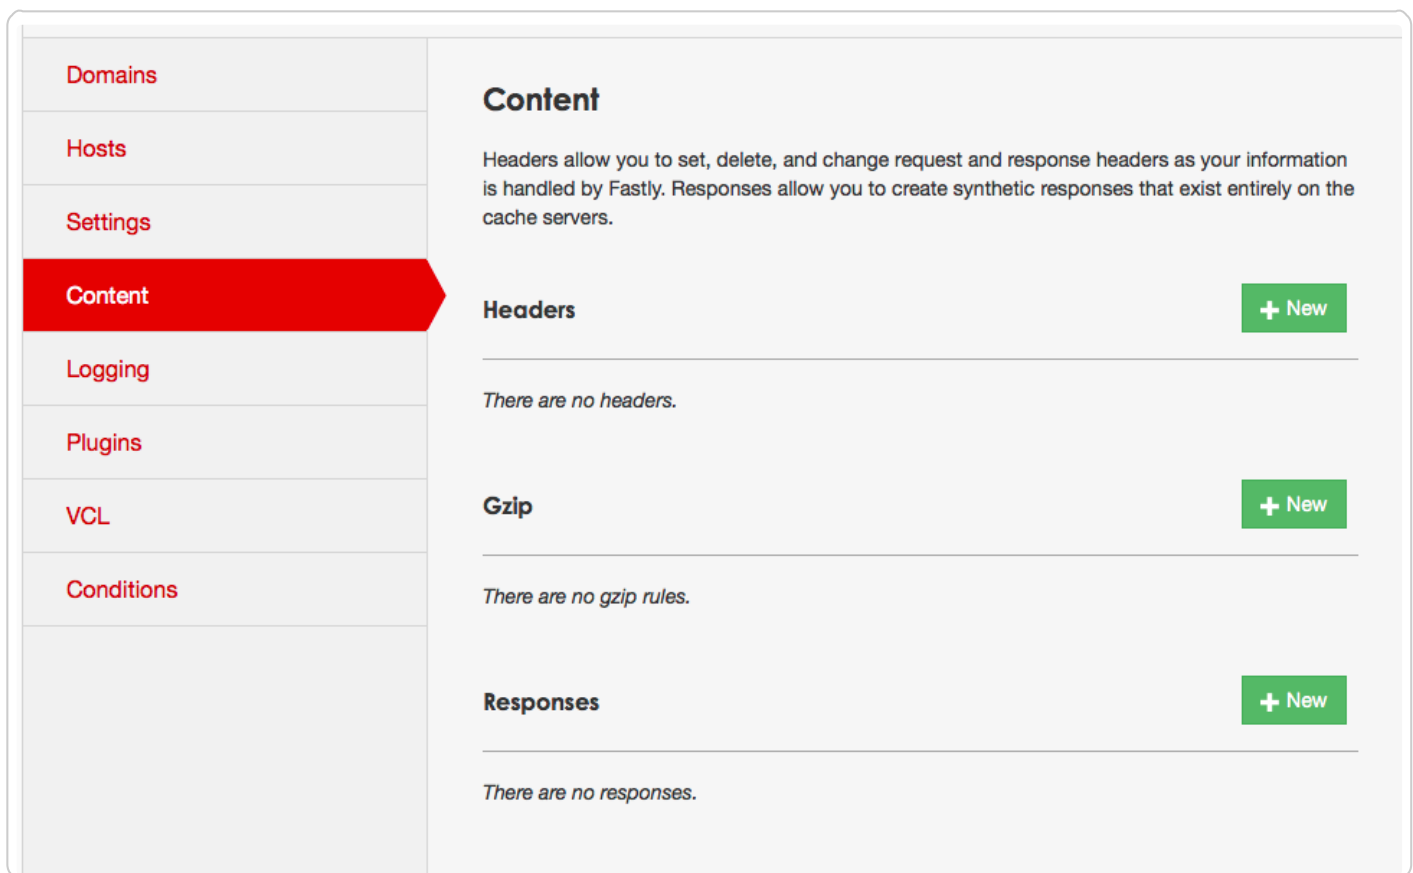 Domains
Hosts
Settings
Content
Logging
Plugins
VCL
Conditions
Content
Headers allow you to set, delete, and change request and response headers as your information
is handled by Fastly. Responses allow you to create synthetic responses that exist entirely on the
cache servers.
Headers
+ New
There are no headers.
Gzip
+ New
There are no gzip rules.
Responses
+ New
There are no responses.